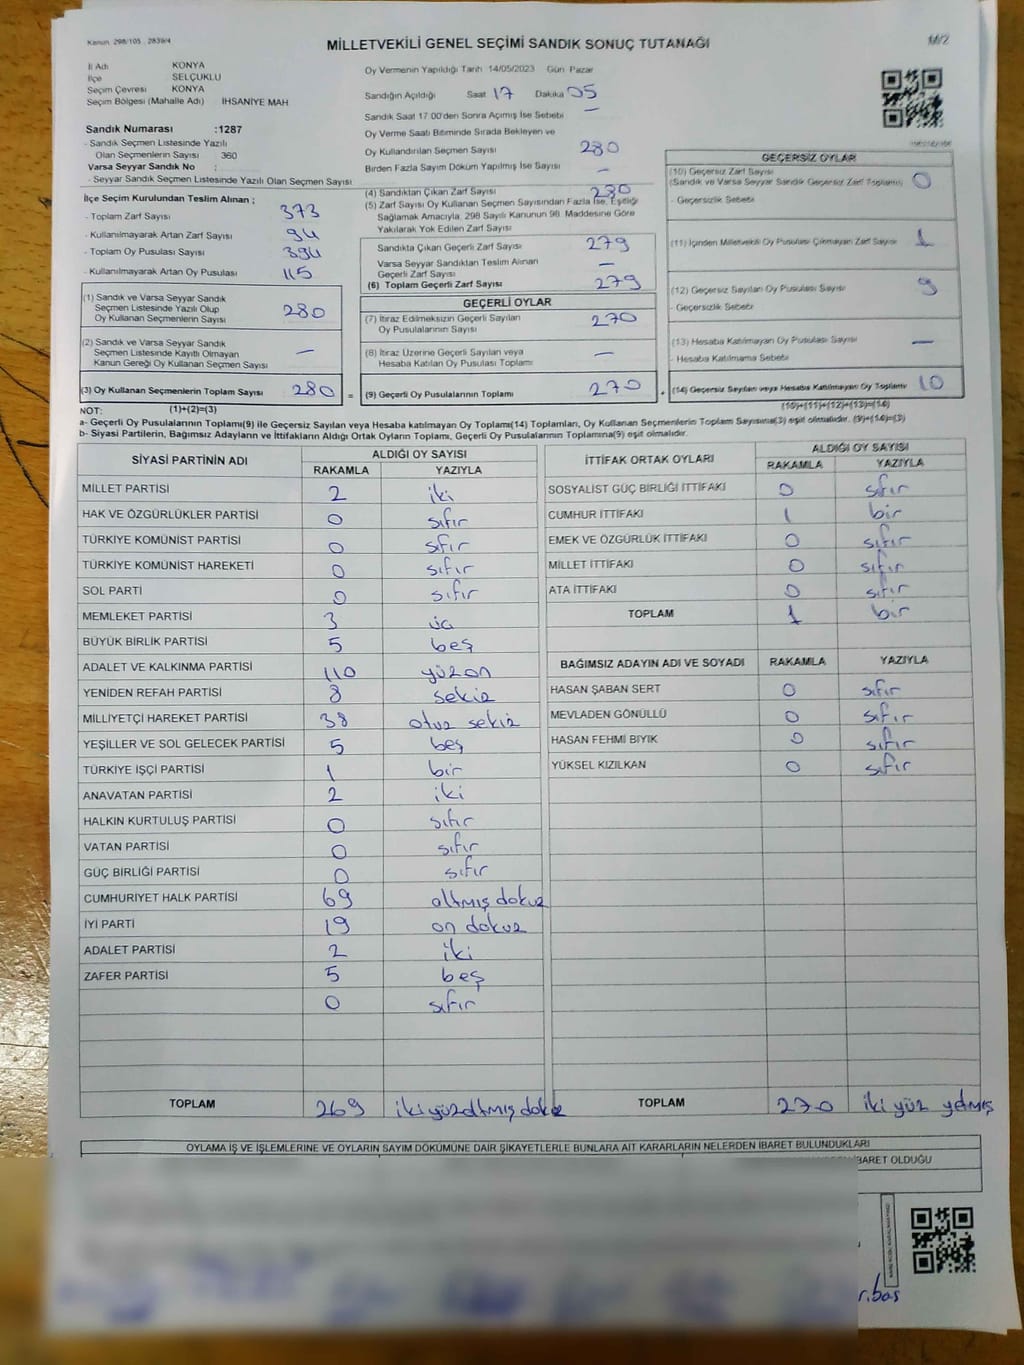 Kanun 298/105 , 2839/4
MİLLETVEKİLİ GENEL SEÇİMİ SANDIK SONUÇ TUTANAĞI
M/2
İl Adı KONYA
İlçe SELÇUKLU
Seçim Çevresi KONYA
Seçim Bölgesi (Mahalle Adı) İHSANİYE MAH
Sandık Numarası :1287
- Sandık Seçmen Listesinde Yazılı
Olan Seçmenlerin Sayısı 360
Varsa Seyyar Sandık No :
- Seyyar Sandık Seçmen Listesinde Yazılı Olan Seçmen Sayısı
İlçe Seçim Kurulundan Teslim Alınan ;
- Toplam Zarf Sayısı 373
- Kullanılmayarak Artan Zarf Sayısı 94
- Toplam Oy Pusulası Sayısı 394
- Kullanılmayarak Artan Oy Pusulası 115
(1) Sandık ve Varsa Seyyar Sandık
Seçmen Listesinde Yazılı Olup
Oy Kullanan Seçmenlerin Sayısı 280
(2) Sandık ve Varsa Seyyar Sandık
Seçmen Listesinde Kayıtlı Olmayan
Kanun Gereği Oy Kullanan Seçmen Sayısı —
(3) Oy Kullanan Seçmenlerin Toplam Sayısı 280 =
Oy Vermenin Yapıldığı Tarih 14/05/2023 Gün Pazar
Sandığın Açıldığı Saat 17 Dakika 05
Sandık Saat 17.00'den Sonra Açımış İse Sebebi —
Oy Verme Saati Bitiminde Sırada Bekleyen ve
Oy Kullandırılan Seçmen Sayısı 280
Birden Fazla Sayım Döküm Yapılmış İse Sayısı —
(4) Sandıktan Çıkan Zarf Sayısı 280
(5) Zarf Sayısı Oy Kullanan Seçmen Sayısından Fazla İse, Eşitliği
Sağlamak Amacıyla, 298 Sayılı Kanunun 98. Maddesine Göre
Yakılarak Yok Edilen Zarf Sayısı
Sandıkta Çıkan Geçerli Zarf Sayısı 279
Varsa Seyyar Sandıktan Teslim Alınan
Geçerli Zarf Sayısı —
(6) Toplam Geçerli Zarf Sayısı 279
GEÇERLİ OYLAR
(7) İtiraz Edilmeksizin Geçerli Sayılan
Oy Pusulalarının Sayısı 270
(8) İtiraz Üzerine Geçerli Sayılan veya
Hesaba Katılan Oy Pusulası Toplamı —
(9) Geçerli Oy Pusulalarının Toplamı 270 +
GEÇERSİZ OYLAR
(10) Geçersiz Zarf Sayısı
(Sandık ve Varsa Seyyar Sandık Geçersiz Zarf Toplamı) 0
- Geçersizlik Sebebi
(11) İçinden Milletvekili Oy Pusulası Çıkmayan Zarf Sayısı 1
(12) Geçersiz Sayılan Oy Pusulası Sayısı 9
- Geçersizlik Sebebi
(13) Hesaba Katılmayan Oy Pusulası Sayısı —
- Hesaba Katılmama Sebebi
(14) Geçersiz Sayılan veya Hesaba Katılmayan Oy Toplamı 10
NOT: (1)+(2)=(3)
(10)+(11)+(12)+(13)=(14)
a- Geçerli Oy Pusulalarının Toplamı(9) ile Geçersiz Sayılan veya Hesaba katılmayan Oy Toplamı(14) Toplamları, Oy Kullanan Seçmenlerin Toplam Sayısına(3) eşit olmalıdır. (9)+(14)=(3)
b- Siyasi Partilerin, Bağımsız Adayların ve İttifakların Aldığı Ortak Oyların Toplamı, Geçerli Oy Pusulalarının Toplamına(9) eşit olmalıdır.
SİYASİ PARTİNİN ADI ALDIĞI OY SAYISI
RAKAMLA YAZIYLA
MİLLET PARTİSİ 2 iki
HAK VE ÖZGÜRLÜKLER PARTİSİ 0 sıfır
TÜRKİYE KOMÜNİST PARTİSİ 0 sıfır
TÜRKİYE KOMÜNİST HAREKETİ 0 sıfır
SOL PARTİ 0 sıfır
MEMLEKET PARTİSİ 3 üç
BÜYÜK BİRLİK PARTİSİ 5 beş
ADALET VE KALKINMA PARTİSİ 110 yüzon
YENİDEN REFAH PARTİSİ 8 sekiz
MİLLİYETÇİ HAREKET PARTİSİ 38 otuz sekiz
YEŞİLLER VE SOL GELECEK PARTİSİ 5 beş
TÜRKİYE İŞÇİ PARTİSİ 1 bir
ANAVATAN PARTİSİ 2 iki
HALKIN KURTULUŞ PARTİSİ 0 sıfır
VATAN PARTİSİ 0 sıfır
GÜÇ BİRLİĞİ PARTİSİ 0 sıfır
CUMHURİYET HALK PARTİSİ 69 altmış dokuz
İYİ PARTİ 19 on dokuz
ADALET PARTİSİ 2 iki
ZAFER PARTİSİ 5 beş
0 sıfır
TOPLAM 269 iki yüzaltmış dokuz
İTTİFAK ORTAK OYLARI ALDIĞI OY SAYISI
RAKAMLA YAZIYLA
SOSYALİST GÜÇ BİRLİĞİ İTTİFAKI 0 sıfır
CUMHUR İTTİFAKI 1 bir
EMEK VE ÖZGÜRLÜK İTTİFAKI 0 sıfır
MİLLET İTTİFAKI 0 sıfır
ATA İTTİFAKI 0 sıfır
TOPLAM 1 bir
BAĞIMSIZ ADAYIN ADI VE SOYADI RAKAMLA YAZIYLA
HASAN ŞABAN SERT 0 sıfır
MEVLADEN GÖNÜLLÜ 0 sıfır
HASAN FEHMİ BIYIK 0 sıfır
YÜKSEL KIZILKAN 0 sıfır
TOPLAM 270 iki yüz yetmiş
OYLAMA İŞ VE İŞLEMLERİNE VE OYLARIN SAYIM DÖKÜMÜNE DAİR ŞİKAYETLERLE BUNLARA AİT KARARLARIN NELERDEN İBARET BULUNDUKLARI
İBARET OLDUĞU